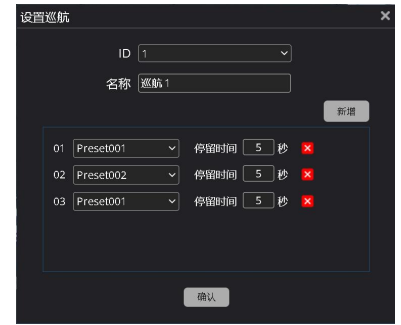 设置巡航
ID 1
名称 巡航 1
新增
01 Preset001 停留时间 5 秒
02 Preset002 停留时间 5 秒
03 Preset001 停留时间 5 秒
确认